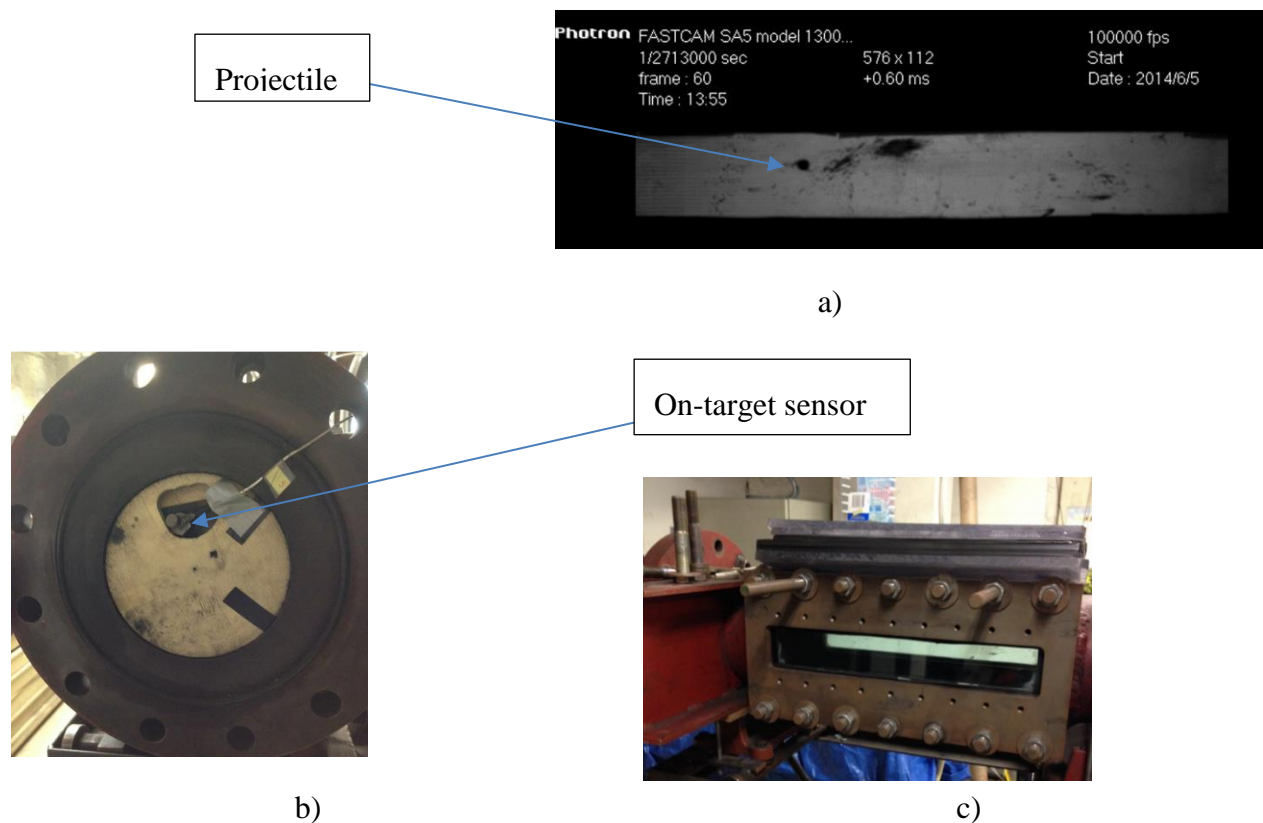 Projectile
Photron FASTCAM SA5 model 1300... 100000 fps
1/2713000 sec 576 x 112 Start
frame : 60 +0.60 ms Date : 2014/6/5
Time : 13:55
a)
On-target sensor
b)
c)